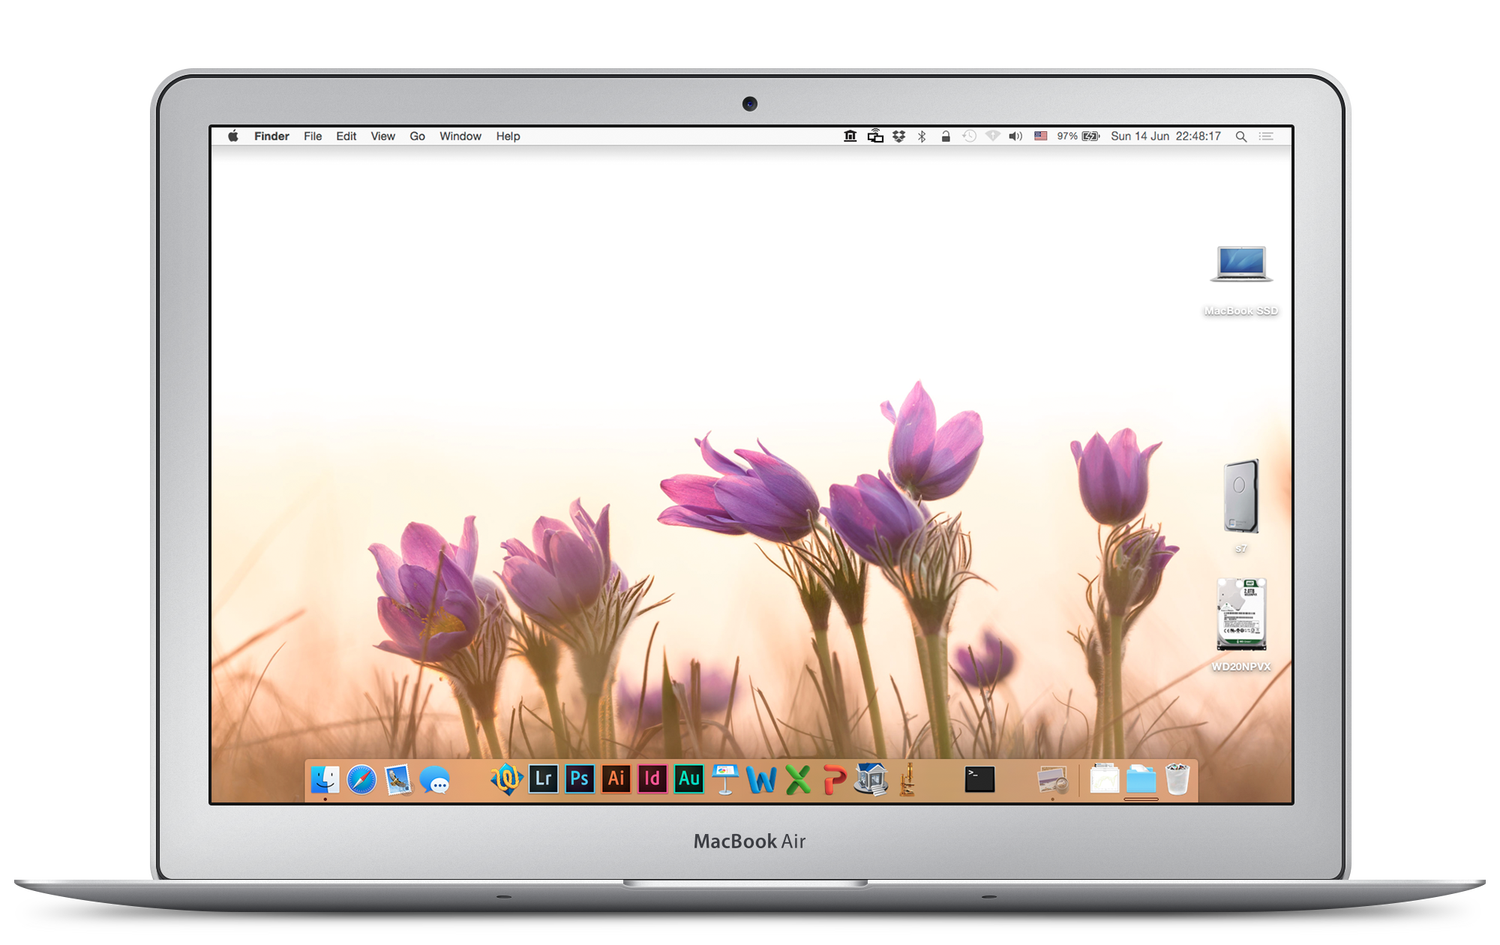 Finder File Edit View Go Window Help 97% Sun 14 Jun 22:48:17
MacBook SSD
s7
WD20NPVX
Lr Ps Ai Id Au W X P >_
MacBook Air